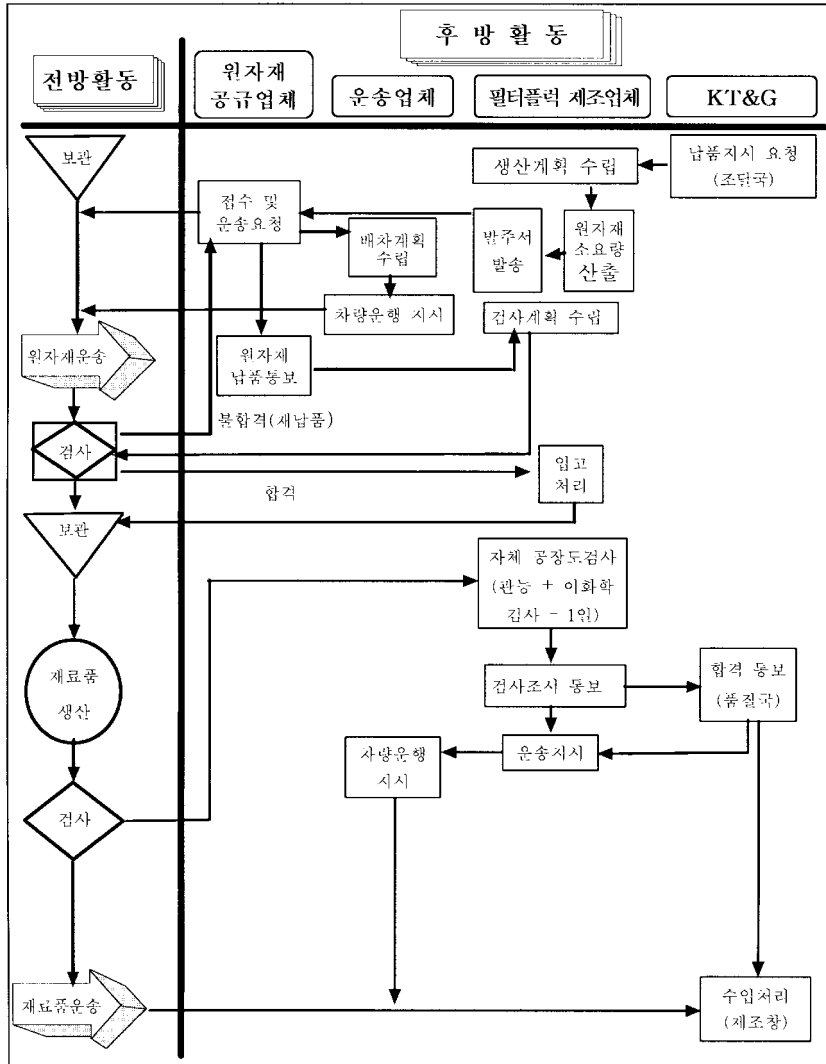 후 방 활 동
전방활동
원자재
공급업체
운송업체
필터플럭 제조업체
KT&G
보관
생산계획 수립
납품지시 요청
(조달국)
접수 및
운송요청
배차계획
수립
발주서
발송
원자재
소요량
산출
차량운행 지시
검사계획 수립
원자재운송
원자재
납품통보
불합격(재납품)
검사
합격
입고
처리
보관
자체 공장도검사
(관능 + 이화학
검사 - 1일)
재료품
생산
검사조서 통보
합격 통보
(품질국)
차량운행
지시
운송지시
검사
재료품운송
수입처리
(제조창)